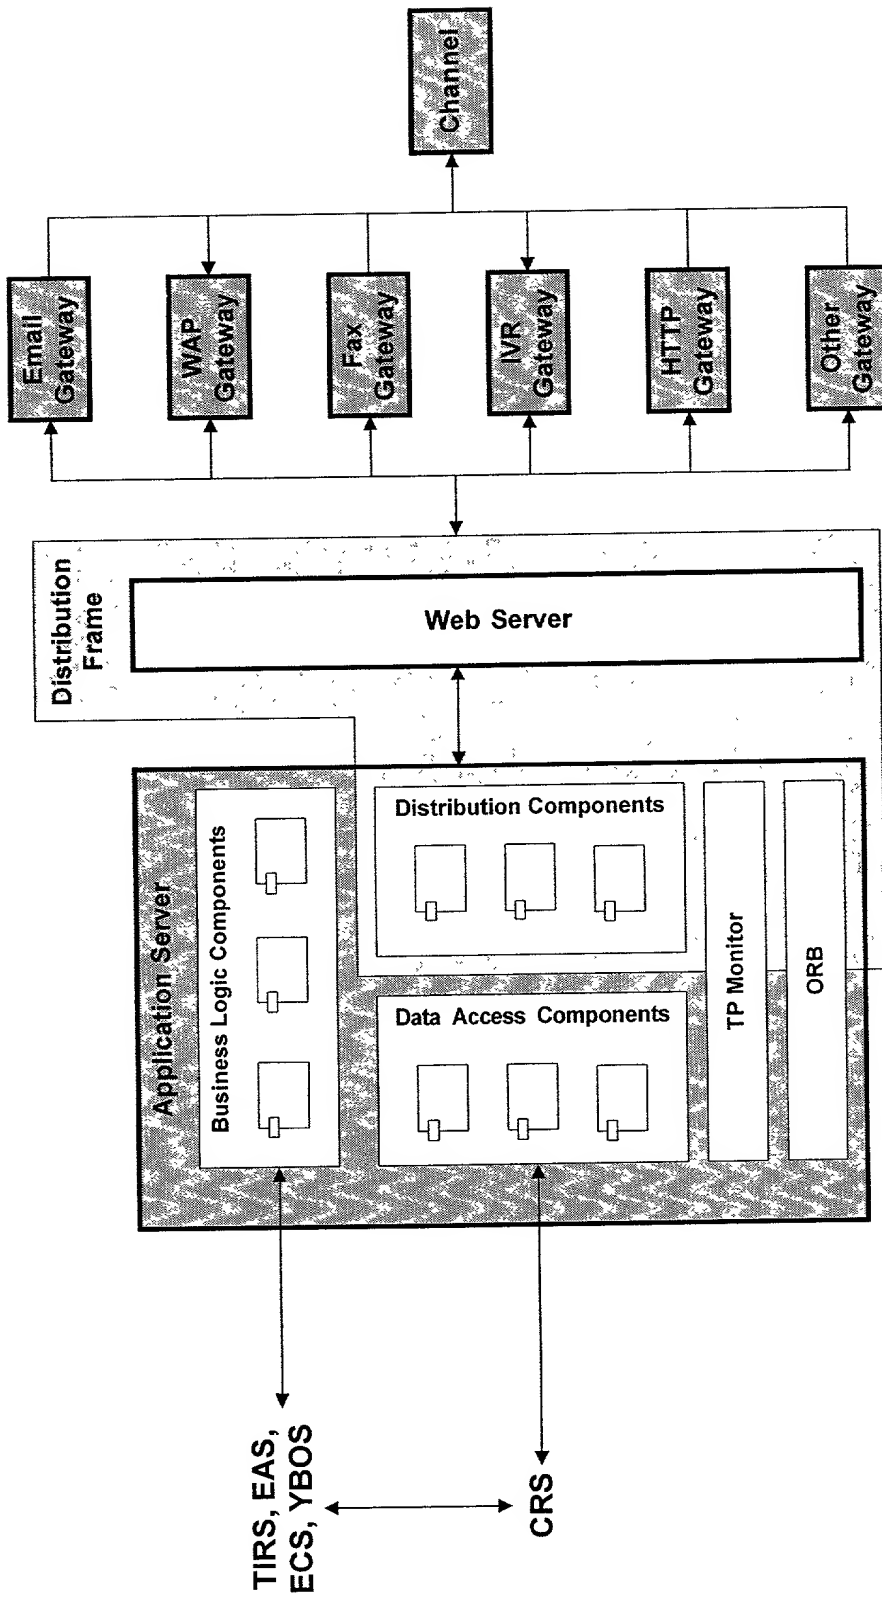 TIRS, EAS,
ECS, YBOS
CRS
Application Server
Business Logic Components
Data Access Components
Distribution Components
TP Monitor
ORB
Distribution
Frame
Web Server
Email
Gateway
WAP
Gateway
Fax
Gateway
IVR
Gateway
HTTP
Gateway
Other
Gateway
Channel